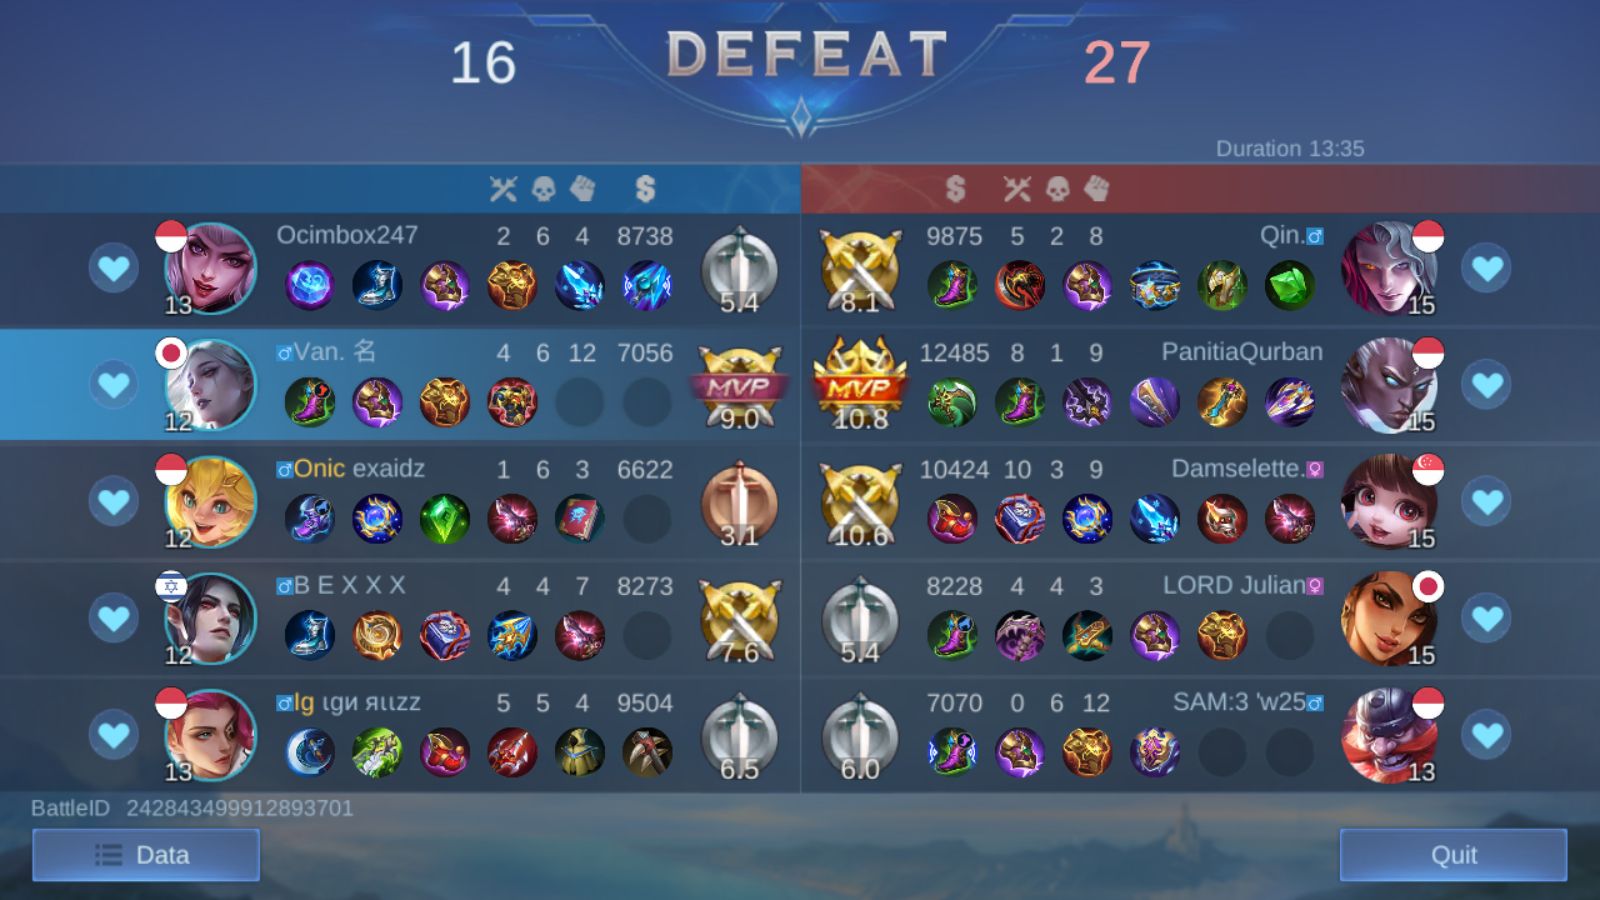 16 DEFEAT 27
Duration 13:35
Ocimbox247 2 6 4 8738
13 5.4
9875 5 2 8 Qin.
8.1 15
Van. 名 4 6 12 7056
12 MVP 9.0
12485 8 1 9 PanitiaQurban
MVP 10.8 15
Onic exaidz 1 6 3 6622
12 3.1
10424 10 3 9 Damselette.
10.6 15
B E X X X 4 4 7 8273
12 7.6
8228 4 4 3 LORD Julian
5.4 15
Ig ιgи яιιzz 5 5 4 9504
13 6.5
7070 0 6 12 SAM:3 'w25
6.0 13
BattleID 242843499912893701
Data
Quit